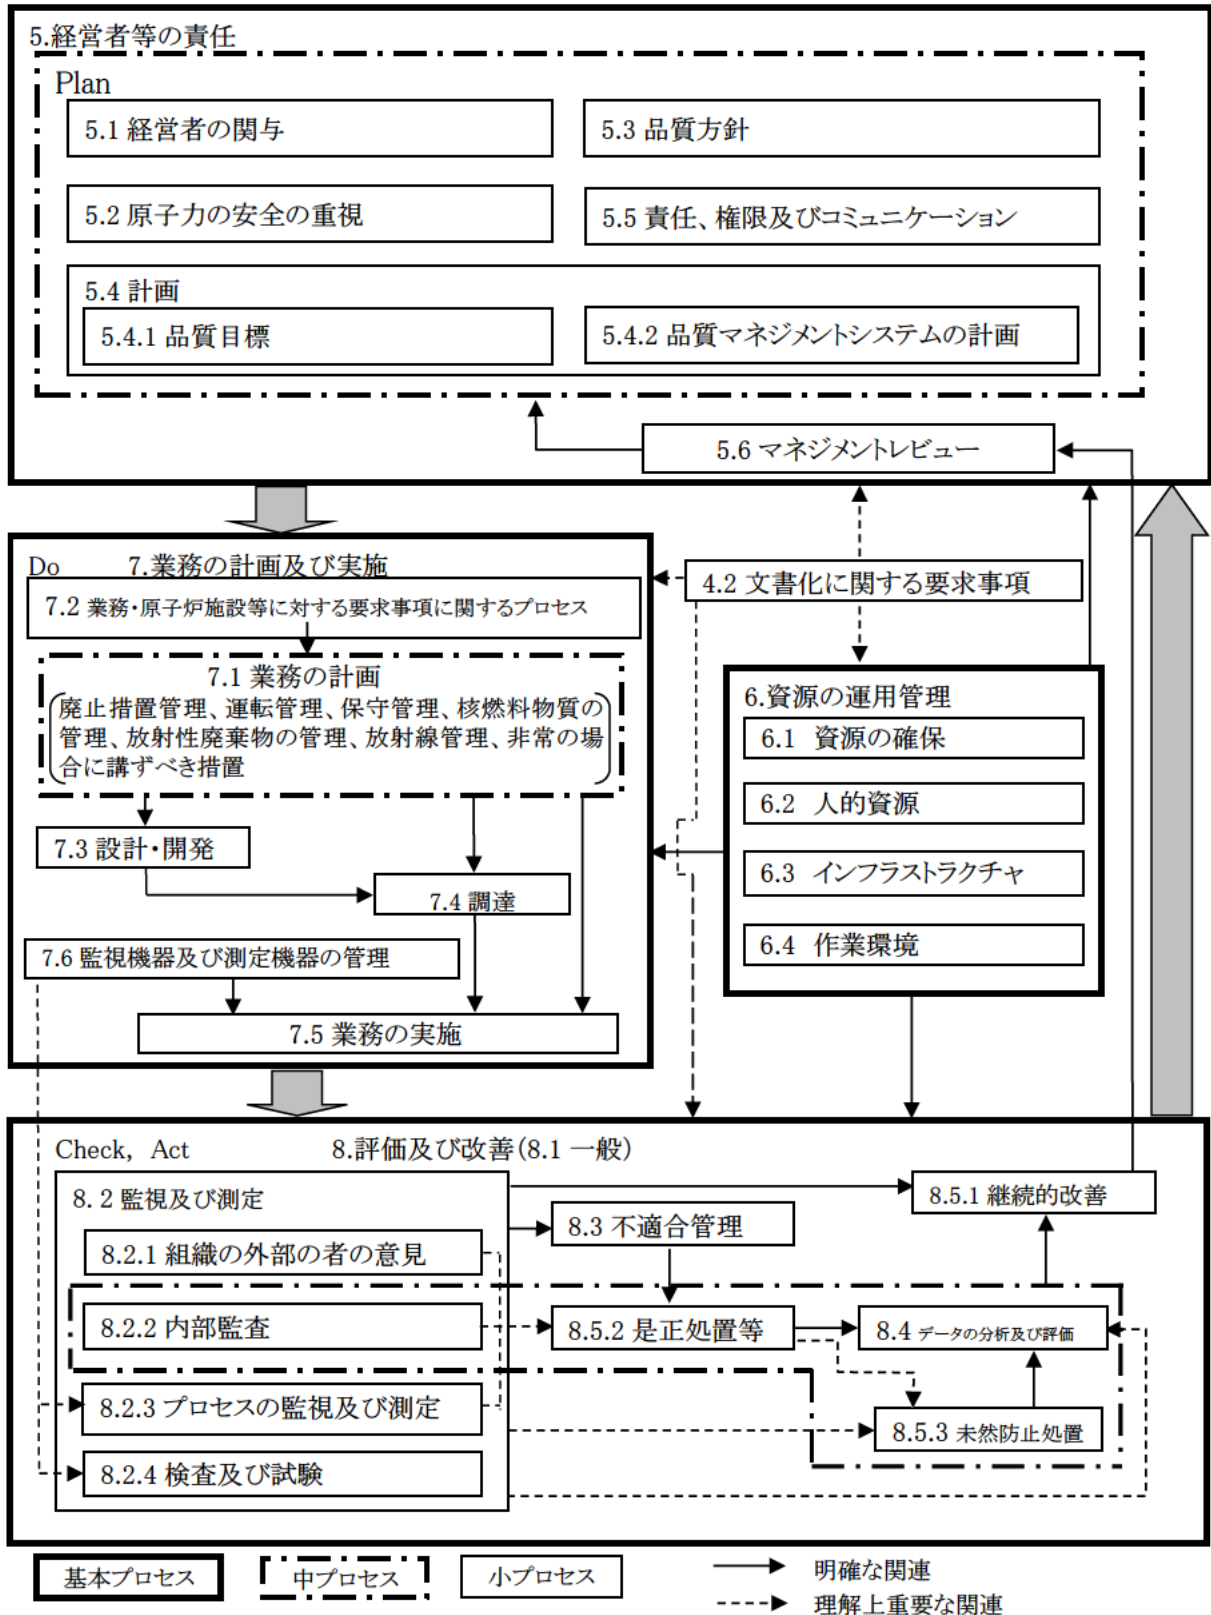 5.経営者等の責任
Plan
5.1 経営者の関与
5.3 品質方針
5.2 原子力の安全の重視
5.5 責任、権限及びコミュニケーション
5.4 計画
5.4.1 品質目標
5.4.2 品質マネジメントシステムの計画
5.6 マネジメントレビュー
Do 7.業務の計画及び実施
7.2 業務・原子炉施設等に対する要求事項に関するプロセス
4.2 文書化に関する要求事項
7.1 業務の計画
廃止措置管理、運転管理、保守管理、核燃料物質の
管理、放射性廃棄物の管理、放射線管理、非常の場
合に講ずべき措置
7.3 設計・開発
7.4 調達
7.6 監視機器及び測定機器の管理
7.5 業務の実施
6.資源の運用管理
6.1 資源の確保
6.2 人的資源
6.3 インフラストラクチャ
6.4 作業環境
Check, Act 8.評価及び改善(8.1 一般)
8.2 監視及び測定
8.5.1 継続的改善
8.3 不適合管理
8.2.1 組織の外部の者の意見
8.2.2 内部監査
8.5.2 是正処置等
8.4 データの分析及び評価
8.2.3 プロセスの監視及び測定
8.5.3 未然防止処置
8.2.4 検査及び試験
基本プロセス
中プロセス
小プロセス
明確な関連
理解上重要な関連